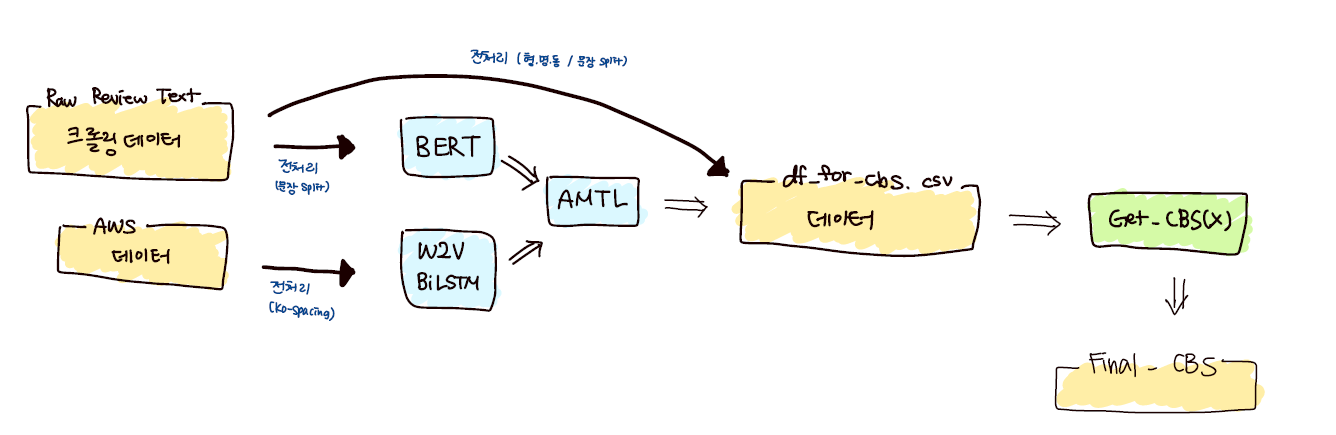 전처리 (형.명.동 / 문장 split)
Raw Review Text
크롤링 데이터
전처리
(문장 split)
BERT
AMTL
df_for_cbs.csv
데이터
Get_CBS(X)
AWS
데이터
전처리
(Ko-spacing)
W2V
BiLSTM
Final_CBS